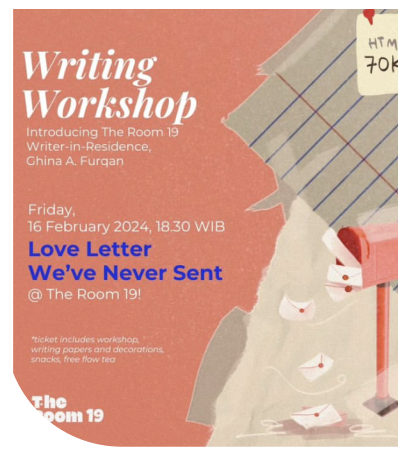 Writing
Workshop
Introducing The Room 19
Writer-in-Residence,
Ghina A. Furqan
HTM
70K
Friday,
16 February 2024, 18.30 WIB
Love Letter
We've Never Sent
@ The Room 19!
*ticket includes workshop,
writing papers and decorations,
snacks, free flow tea
The
Room 19